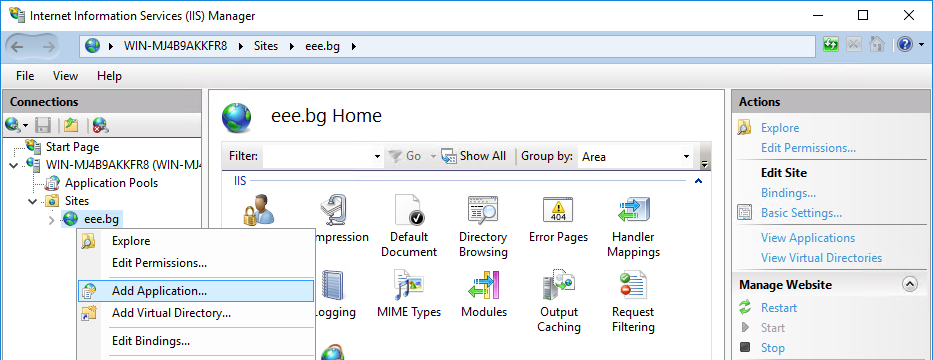 Internet Information Services (IIS) Manager
WIN-MJ4B9AKKFR8 Sites eee.bg
File View Help
Connections
Start Page
WIN-MJ4B9AKKFR8 (WIN-MJ4
Application Pools
Sites
eee.bg
Explore
Edit Permissions...
Add Application...
Add Virtual Directory...
Edit Bindings...
eee.bg Home
Filter: Go Show All Group by: Area
IIS
mpression
Default Document
Directory Browsing
Error Pages
404
Handler Mappings
Logging
MIME Types
Modules
Output Caching
Request Filtering
Actions
Explore
Edit Permissions...
Edit Site
Bindings...
Basic Settings...
View Applications
View Virtual Directories
Manage Website
Restart
Start
Stop